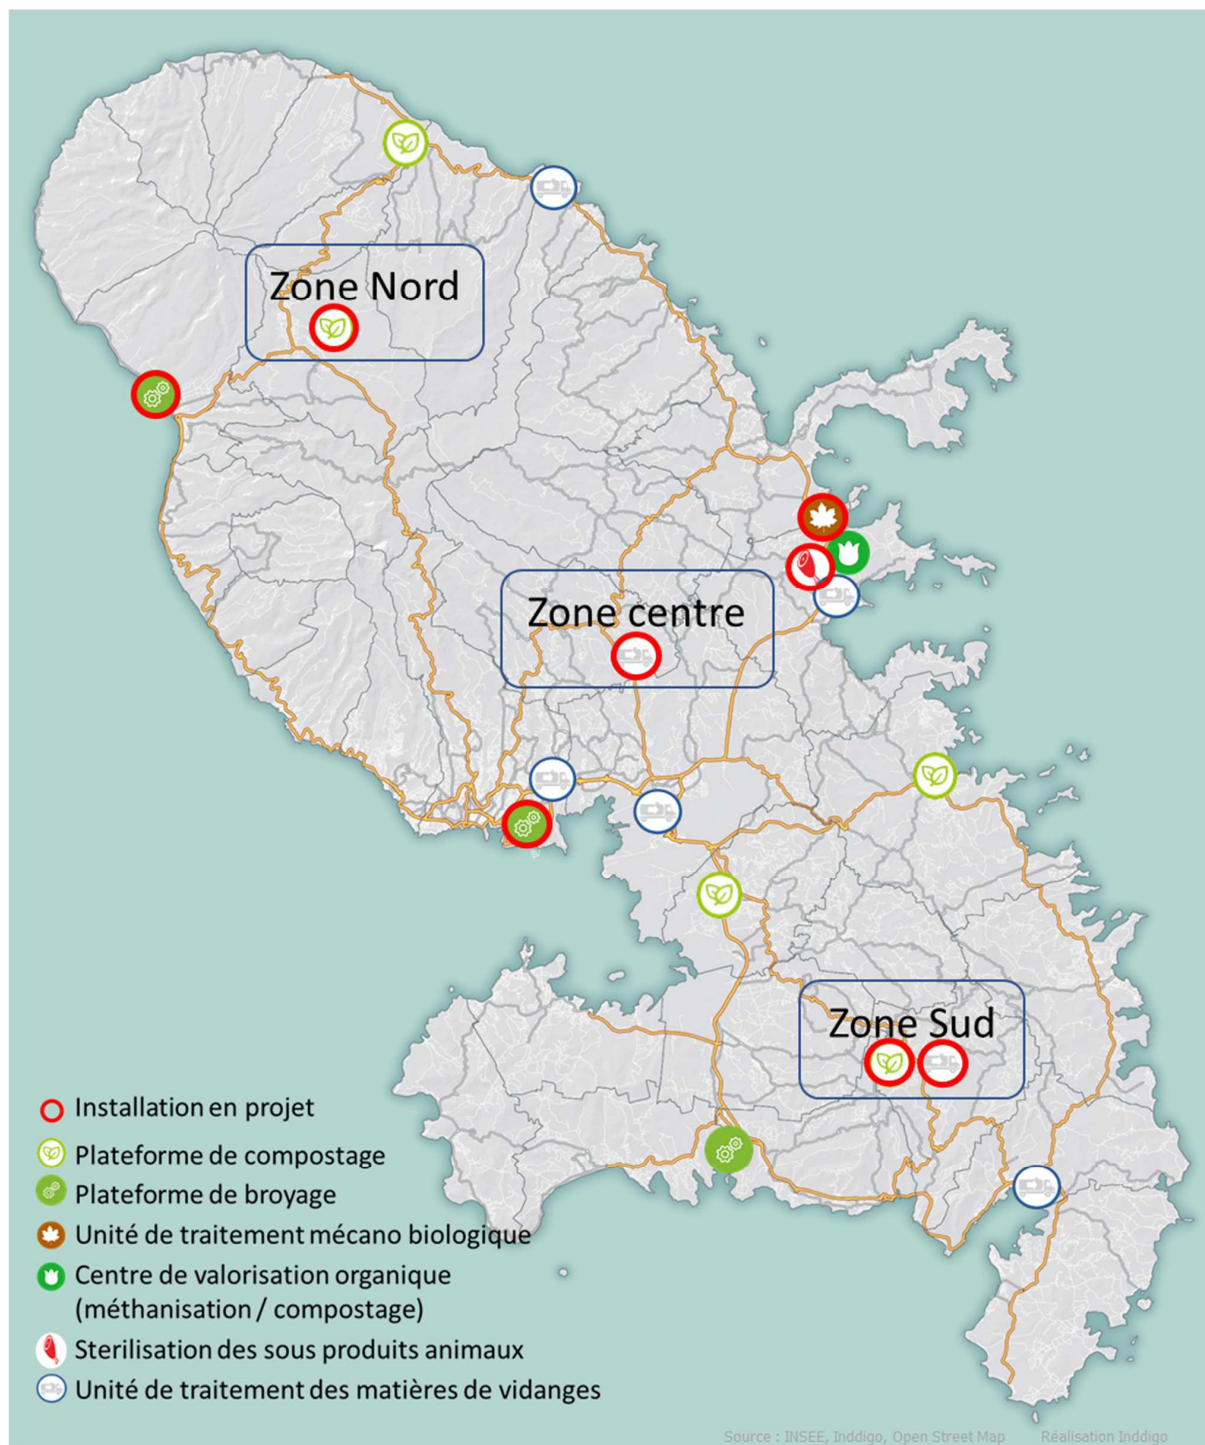 Zone Nord
Zone centre
Zone Sud
Installation en projet
Plateforme de compostage
Plateforme de broyage
Unité de traitement mécano biologique
Centre de valorisation organique
(méthanisation / compostage)
Sterilisation des sous produits animaux
Unité de traitement des matières de vidanges
Source : INSEE, Inddigo, Open Street Map Réalisation Inddigo